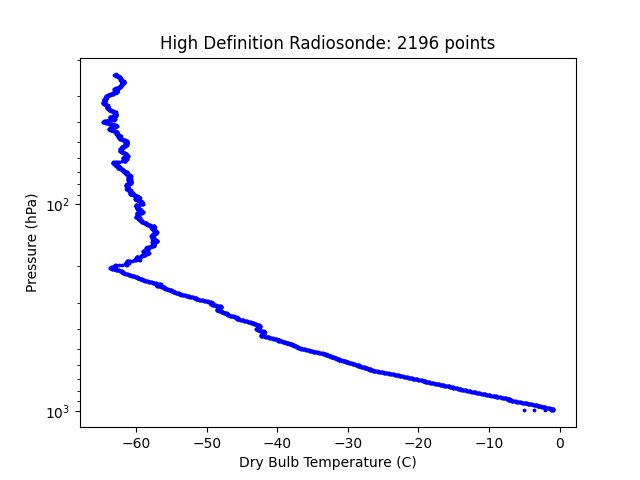 High Definition Radiosonde: 2196 points
Pressure (hPa)
10²
10³
−60 −50 −40 −30 −20 −10 0
Dry Bulb Temperature (C)